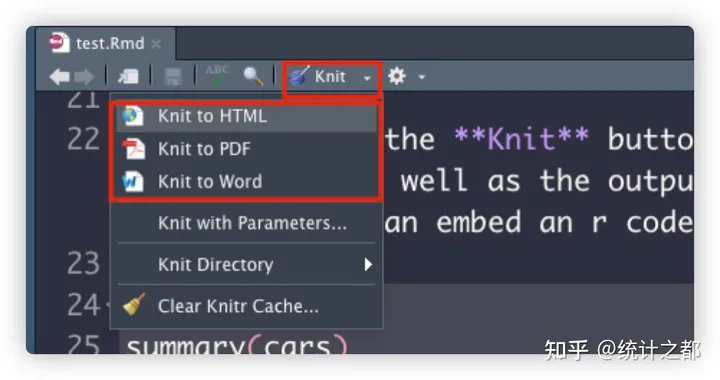 test.Rmd
ABC
Knit
21
Knit to HTML
22 the **Knit** butto
Knit to PDF
well as the outpu
Knit to Word
an embed an r code
Knit with Parameters...
23
Knit Directory
24
Clear Knitr Cache...
25 summary(cars)
知乎 @统计之都